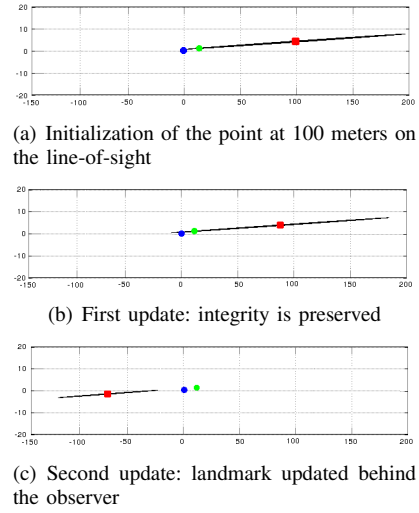 20
10
0
-10
-20
-150 -100 -50 0 50 100 150 200
(a) Initialization of the point at 100 meters on
the line-of-sight
20
10
0
-10
-20
-150 -100 -50 0 50 100 150 200
(b) First update: integrity is preserved
20
10
0
-10
-20
-150 -100 -50 0 50 100 150 200
(c) Second update: landmark updated behind
the observer